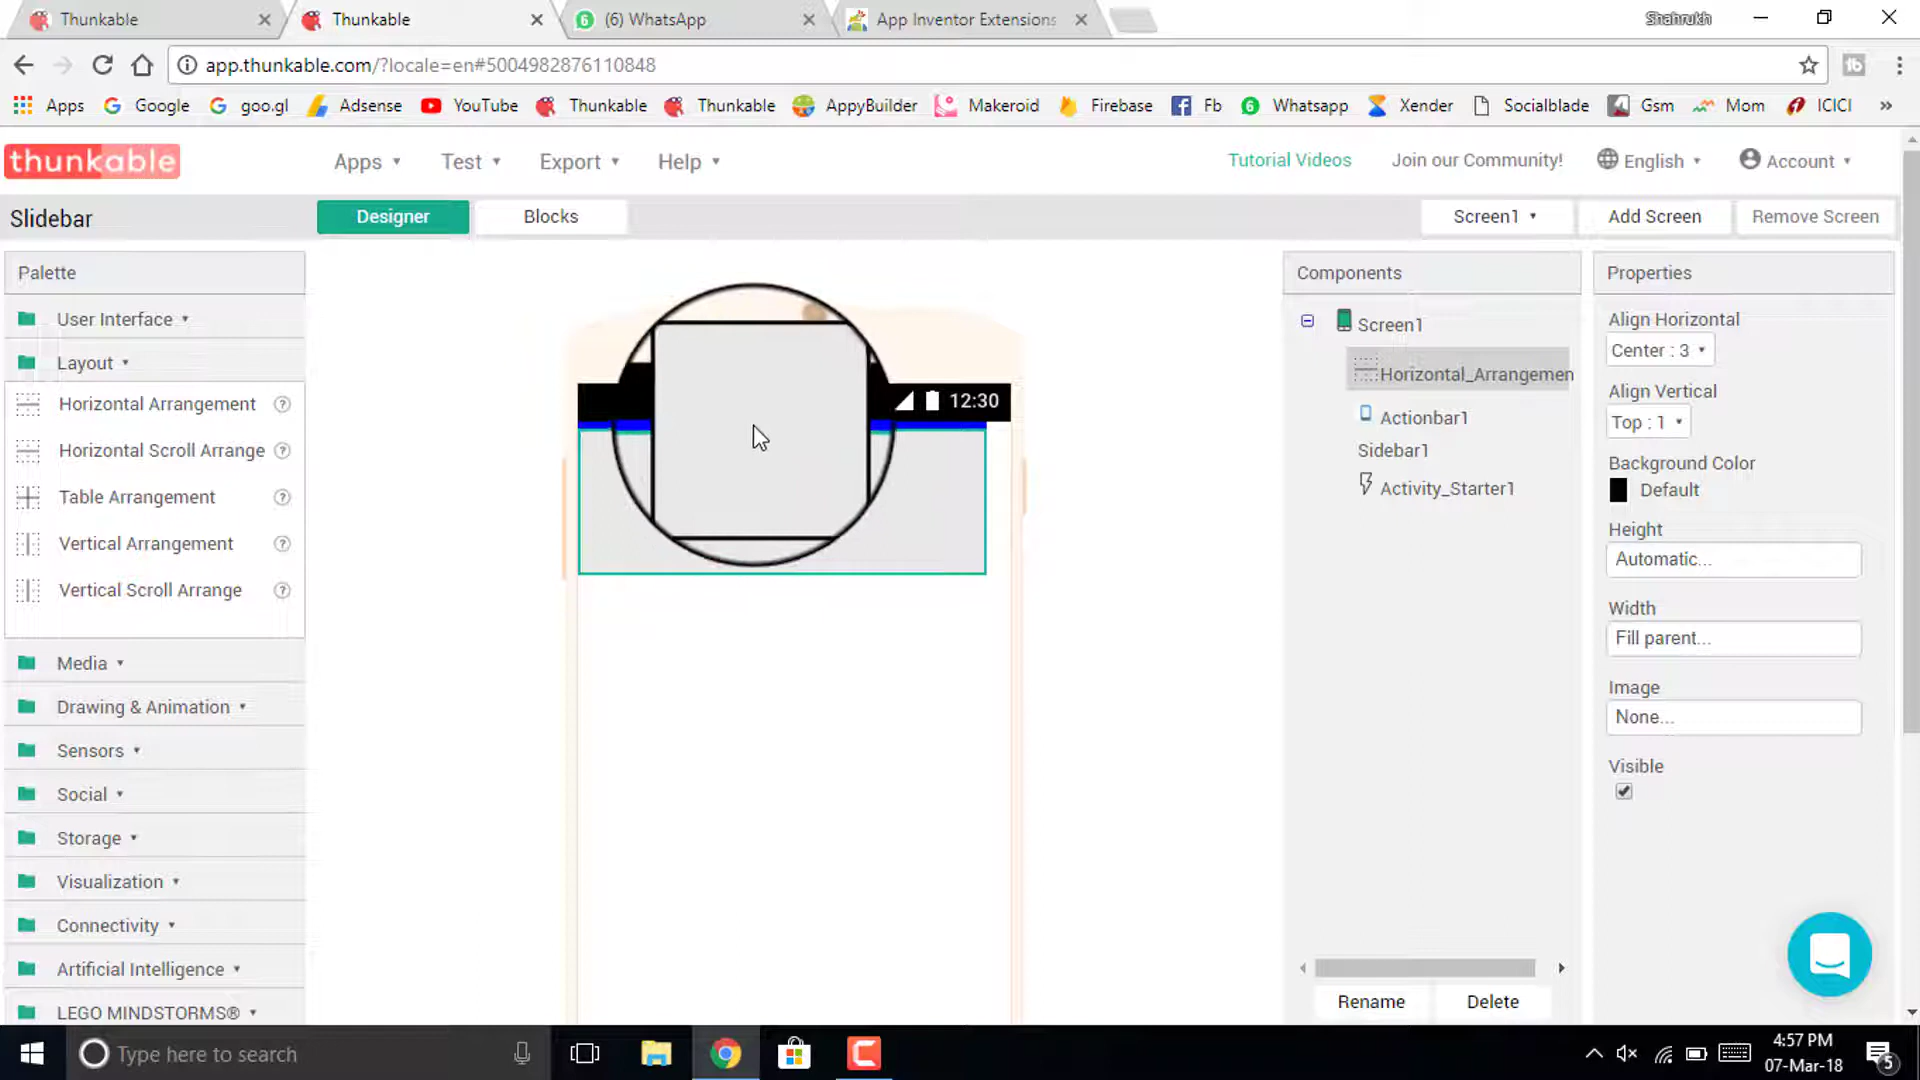 Thunkable
Thunkable
(6) WhatsApp
App Inventor Extensions
Shahrukh
app.thunkable.com/?locale=en#5004982876110848
Apps
Google
goo.gl
Adsense
YouTube
Thunkable
Thunkable
AppyBuilder
Makeroid
Firebase
Fb
Whatsapp
Xender
Socialblade
Gsm
Mom
ICICI
»
thunkable
Apps
Test
Export
Help
Tutorial Videos
Join our Community!
English
Account
Slidebar
Designer
Blocks
Screen1
Add Screen
Remove Screen
Palette
User Interface
Layout
Horizontal Arrangement
Horizontal Scroll Arrange
Table Arrangement
Vertical Arrangement
Vertical Scroll Arrange
Media
Drawing & Animation
Sensors
Social
Storage
Visualization
Connectivity
Artificial Intelligence
LEGO MINDSTORMS®
12:30
Components
Screen1
Horizontal_Arrangemen
Actionbar1
Sidebar1
Activity_Starter1
Rename
Delete
Properties
Align Horizontal
Center : 3
Align Vertical
Top : 1
Background Color
Default
Height
Automatic...
Width
Fill parent...
Image
None...
Visible
Type here to search
4:57 PM
07-Mar-18
5